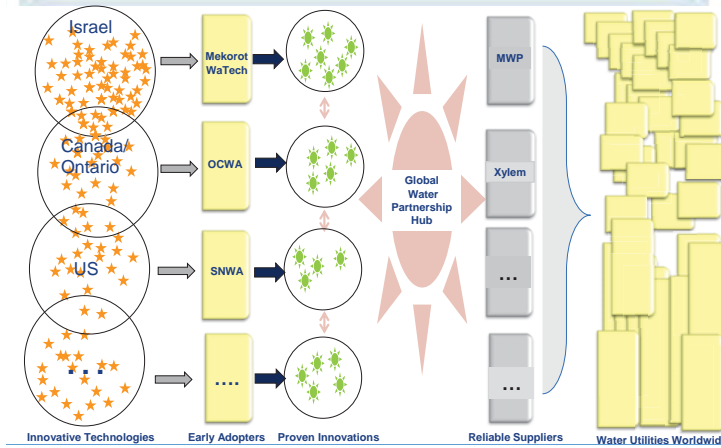 Israel
Mekorot
WaTech
MWP
Canada/
Ontario
OCWA
Xylem
Global
Water
Partnership
Hub
US
SNWA
...
...
....
...
Innovative Technologies
Early Adopters
Proven Innovations
Reliable Suppliers
Water Utilities Worldwid